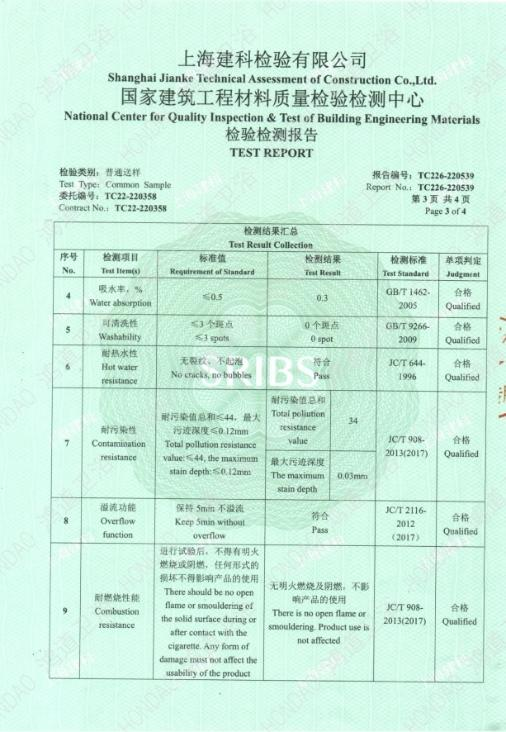 上海建科检验有限公司
Shanghai Jianke Technical Assessment of Construction Co.,Ltd.
国家建筑工程材料质量检验检测中心
National Center for Quality Inspection & Test of Building Engineering Materials
检验检测报告
TEST REPORT
检验类别：普通送样
Test Type: Common Sample
委托编号：TC22-220358
Contract No.: TC22-220358
报告编号：TC226-220539
Report No.: TC226-220539
第 3 页 共 4 页
Page 3 of 4
检测结果汇总
Test Result Collection
序号
No.
检测项目
Test Item(s)
标准值
Requirement of Standard
检测结果
Test Result
检测标准
Test Standard
单项判定
Judgment
4
吸水率，%
Water absorption
≤0.5
0.3
GB/T 1462-
2005
合格
Qualified
5
可清洗性
Washability
≤3 个斑点
≤3 spots
0 个斑点
0 spot
GB/T 9266-
2009
合格
Qualified
6
耐热水性
Hot water
resistance
无裂纹、不起泡
No cracks, no bubbles
符合
Pass
JC/T 644-
1996
合格
Qualified
7
耐污染性
Contamination
resistance
耐污染值总和≤44，最大
污迹深度≤0.12mm
Total pollution resistance
value:≤44, the maximum
stain depth:≤0.12mm
耐污染值总和
Total pollution
resistance
value
34
最大污迹深度
The maximum
stain depth
0.03mm
JC/T 908-
2013(2017)
合格
Qualified
8
溢流功能
Overflow
function
保持 5min 不溢流
Keep 5min without
overflow
符合
Pass
JC/T 2116-
2012
（2017）
合格
Qualified
9
耐燃烧性能
Combustion
resistance
进行试验后，不得有明火
燃烧或阴燃，任何形式的
损坏不得影响产品的使用
There should be no open
flame or smouldering of
the solid surface during or
after contact with the
cigarette. Any form of
damage must not affect the
usability of the product
无明火燃烧及阴燃，不影
响产品的使用
There is no open flame or
smouldering. Product use is
not affected
JC/T 908-
2013(2017)
合格
Qualified
SRIBS